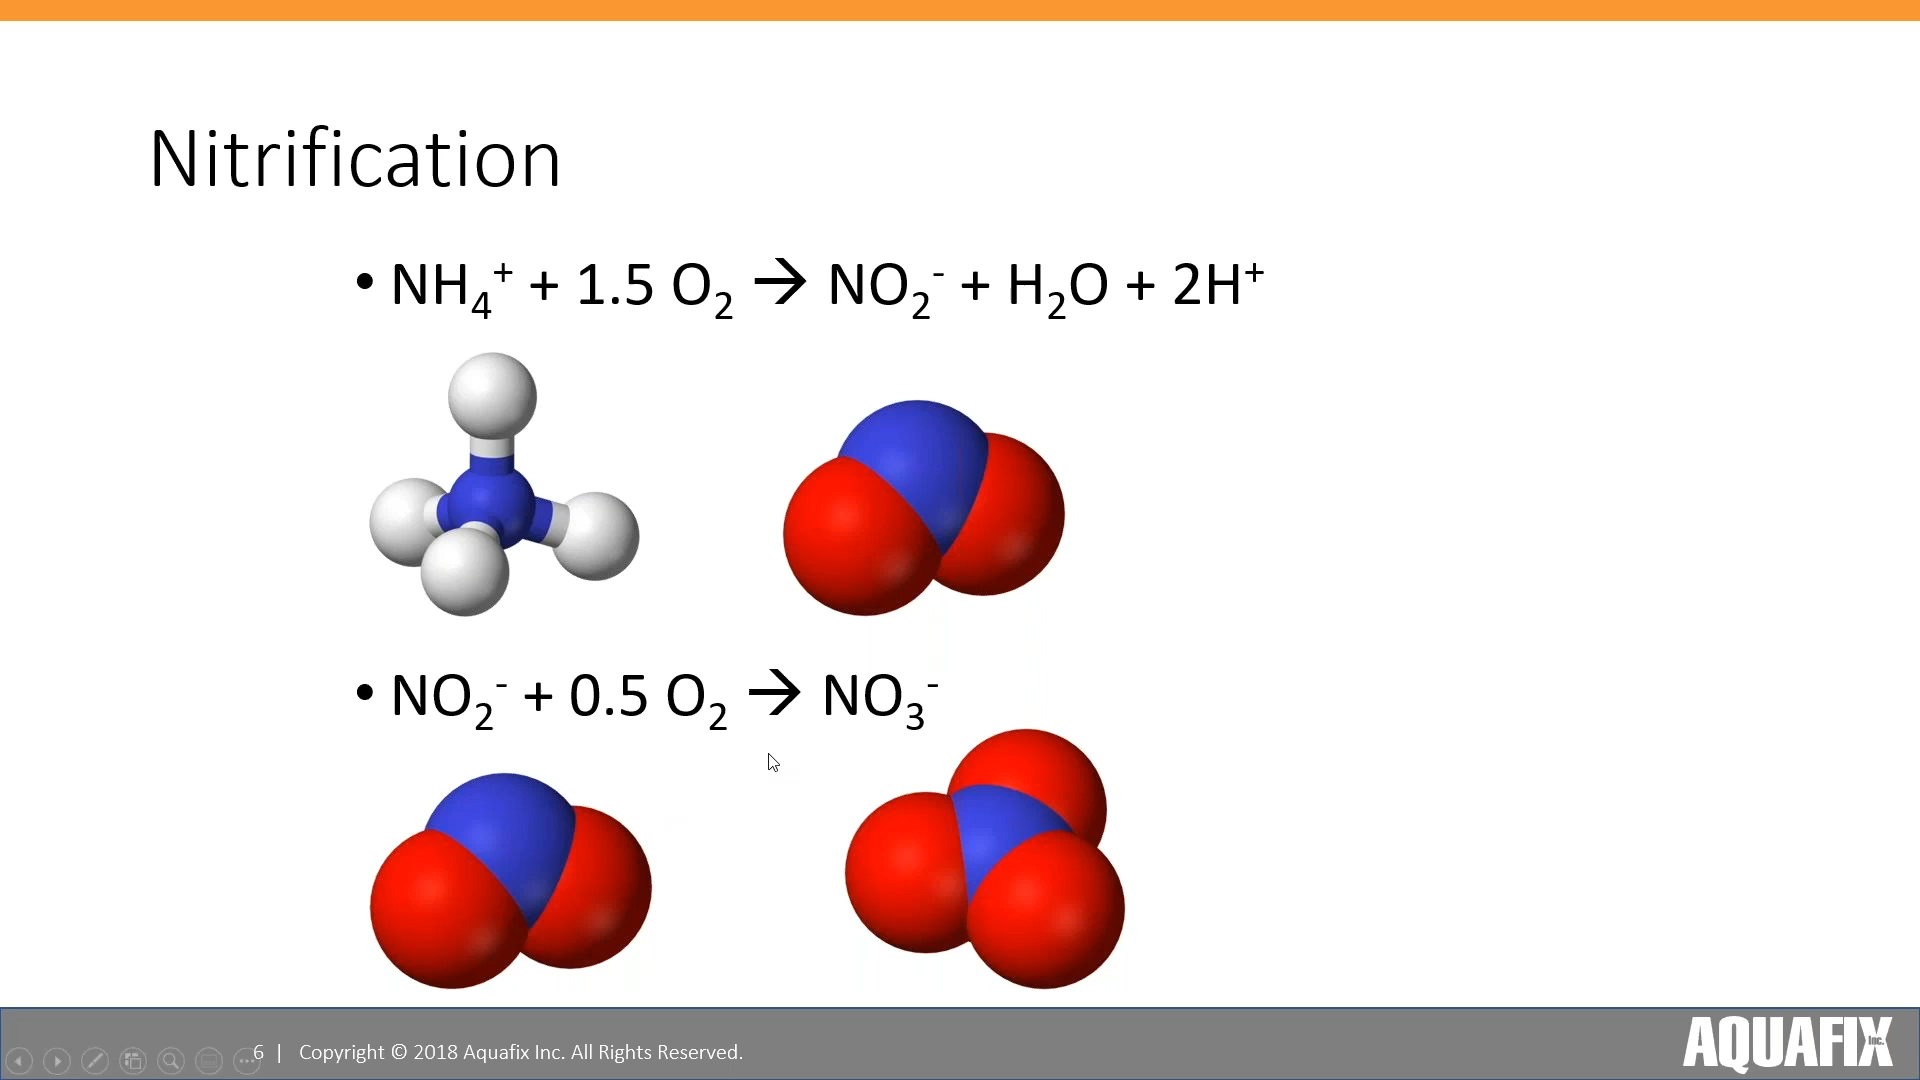 Nitrification
• NH₄⁺ + 1.5 O₂ → NO₂⁻ + H₂O + 2H⁺
• NO₂⁻ + 0.5 O₂ → NO₃⁻
6 | Copyright © 2018 Aquafix Inc. All Rights Reserved.
AQUAFIX Inc.